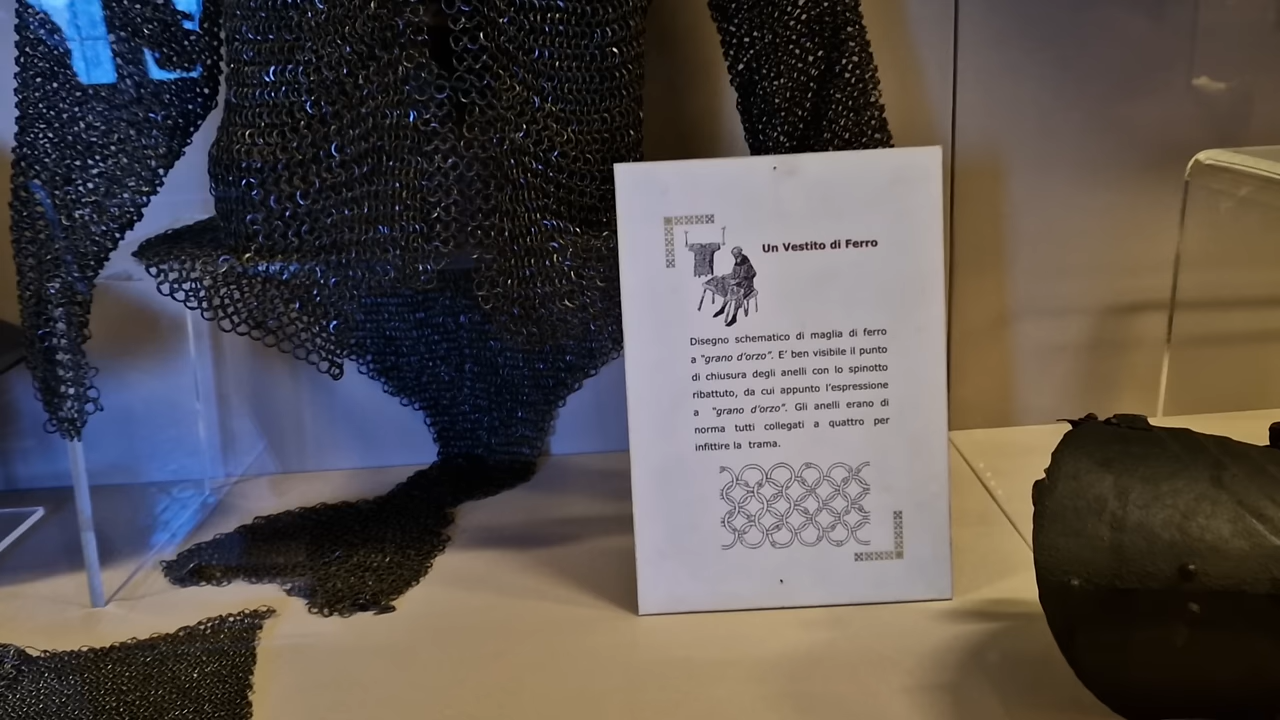 Un Vestito di Ferro
Disegno schematico di maglia di ferro
a "grano d'orzo". E' ben visibile il punto
di chiusura degli anelli con lo spinotto
ribattuto, da cui appunto l'espressione
a "grano d'orzo". Gli anelli erano di
norma tutti collegati a quattro per
infittire la trama.